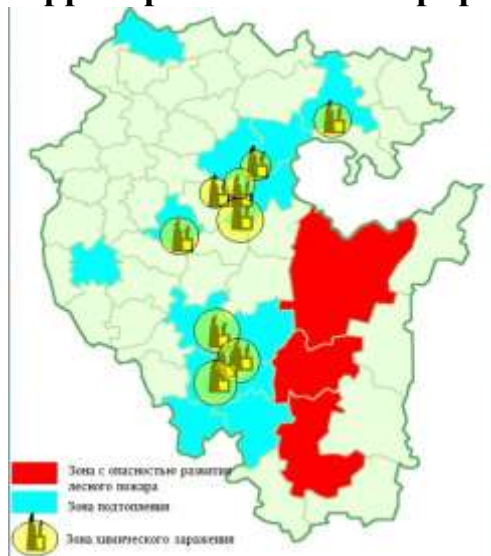 Зона с опасностью развития
лесного пожара
Зона подтопления
Зона химического заражения